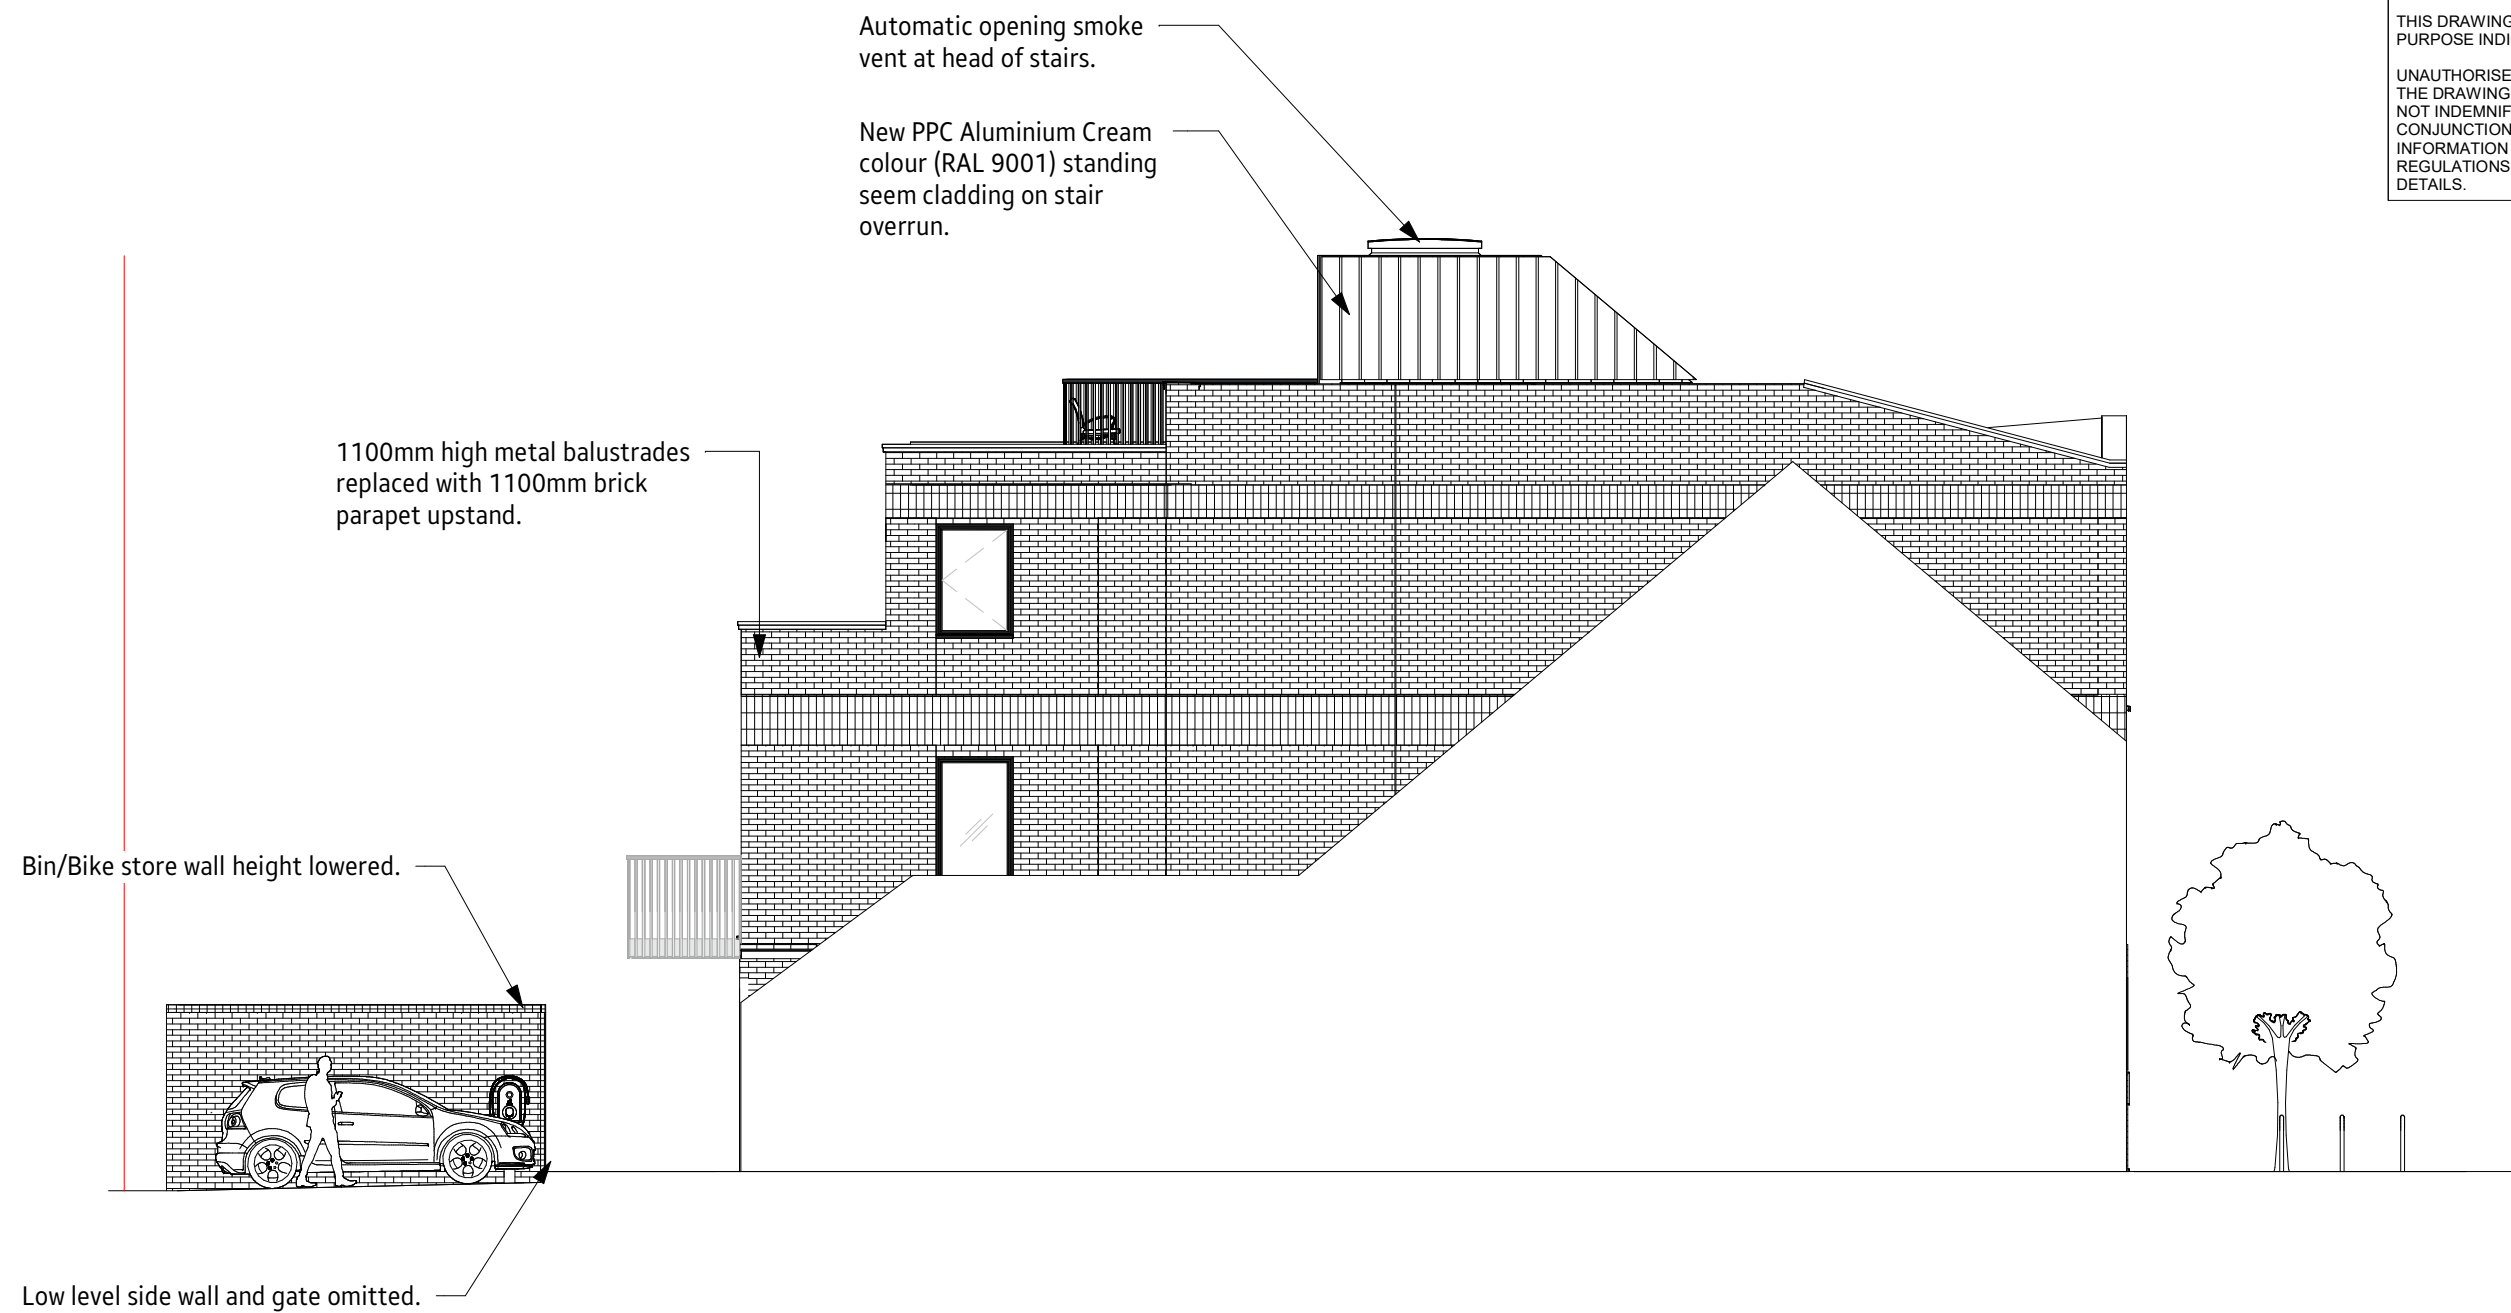 Automatic opening smoke
vent at head of stairs.
New PPC Aluminium Cream
colour (RAL 9001) standing
seem cladding on stair
overrun.
1100mm high metal balustrades
replaced with 1100mm brick
parapet upstand.
Bin/Bike store wall height lowered.
Low level side wall and gate omitted.
THIS DRAWING
PURPOSE INDI
UNAUTHORISE
THE DRAWING
NOT INDEMNIF
CONJUNCTION
INFORMATION
REGULATIONS
DETAILS.